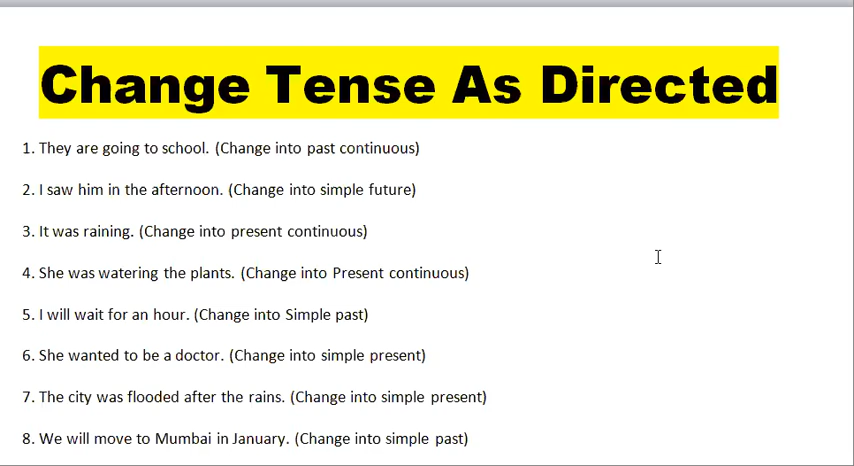 Change Tense As Directed
1. They are going to school. (Change into past continuous)
2. I saw him in the afternoon. (Change into simple future)
3. It was raining. (Change into present continuous)
4. She was watering the plants. (Change into Present continuous)
5. I will wait for an hour. (Change into Simple past)
6. She wanted to be a doctor. (Change into simple present)
7. The city was flooded after the rains. (Change into simple present)
8. We will move to Mumbai in January. (Change into simple past)